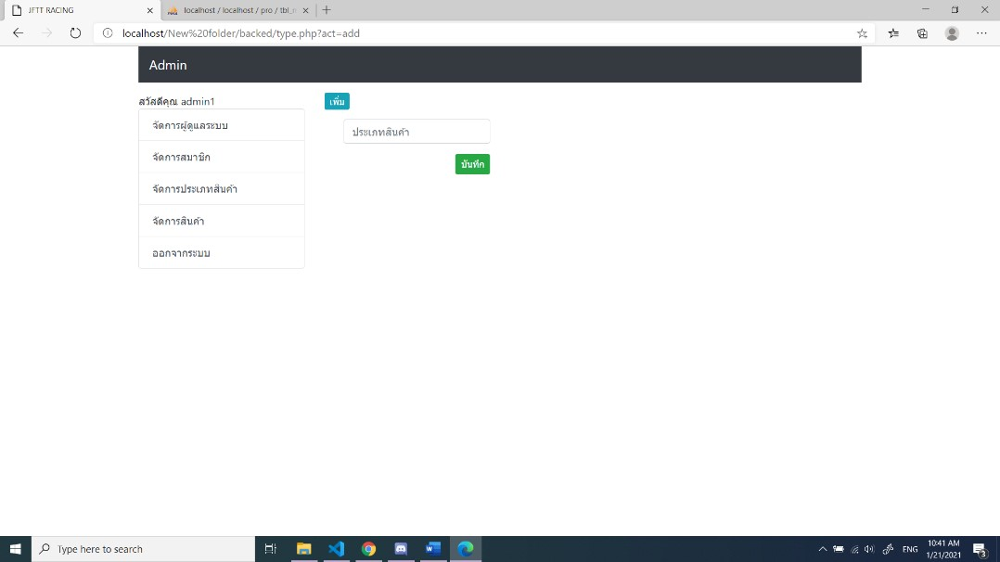 JFTT RACING
localhost / localhost / pro / tbl_n
localhost/New%20folder/backed/type.php?act=add
Admin
สวัสดีคุณ admin1
เพิ่ม
จัดการผู้ดูแลระบบ
ประเภทสินค้า
จัดการสมาชิก
บันทึก
จัดการประเภทสินค้า
จัดการสินค้า
ออกจากระบบ
Type here to search
ENG
10:41 AM
1/21/2021
3